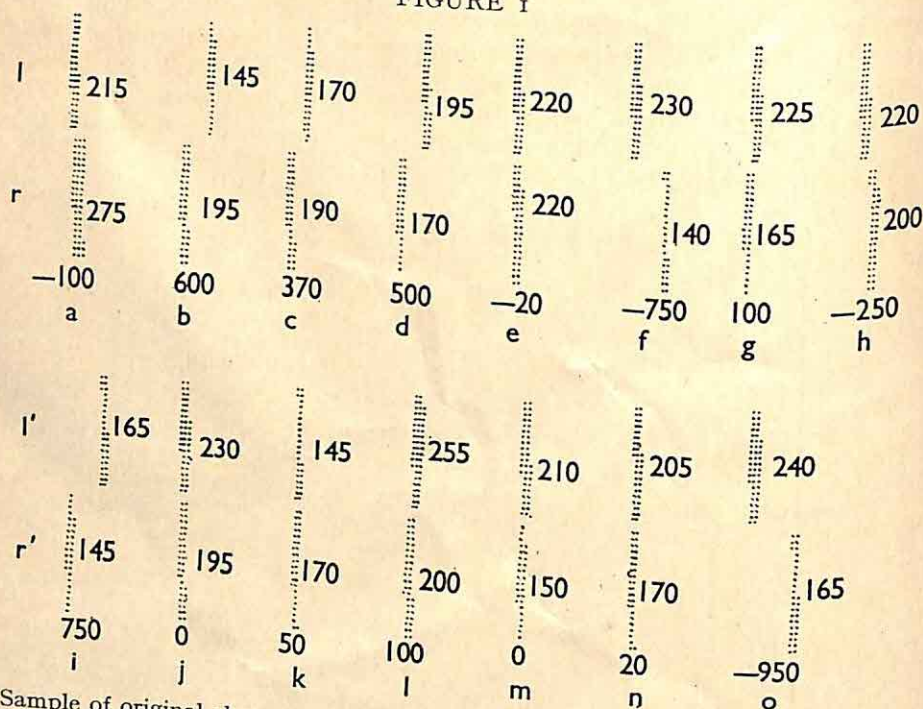 FIGURE I
l 215 145 170 195 220 230 225 220
r 275 195 190 170 220 140 165 200
—100 600 370 500 —20 —750 100 —250
a b c d e f g h
l' 165 230 145 255 210 205 240
r' 145 195 170 200 150 170 165
750 0 50 100 0 20 —950
i j k l m n o
Sample of original